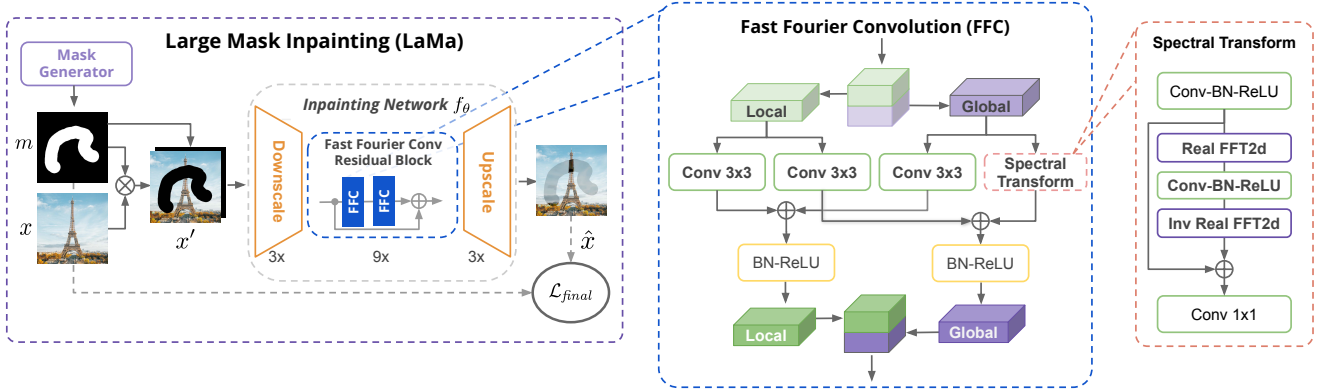 Large Mask Inpainting (LaMa)
Mask
Generator
m
x
x′
Inpainting Network f_θ
Downscale
3x
Fast Fourier Conv
Residual Block
FFC
FFC
9x
Upscale
3x
x̂
ℒ_final
Fast Fourier Convolution (FFC)
Local
Global
Conv 3x3
Conv 3x3
Conv 3x3
Spectral
Transform
BN-ReLU
BN-ReLU
Local
Global
Spectral Transform
Conv-BN-ReLU
Real FFT2d
Conv-BN-ReLU
Inv Real FFT2d
Conv 1x1